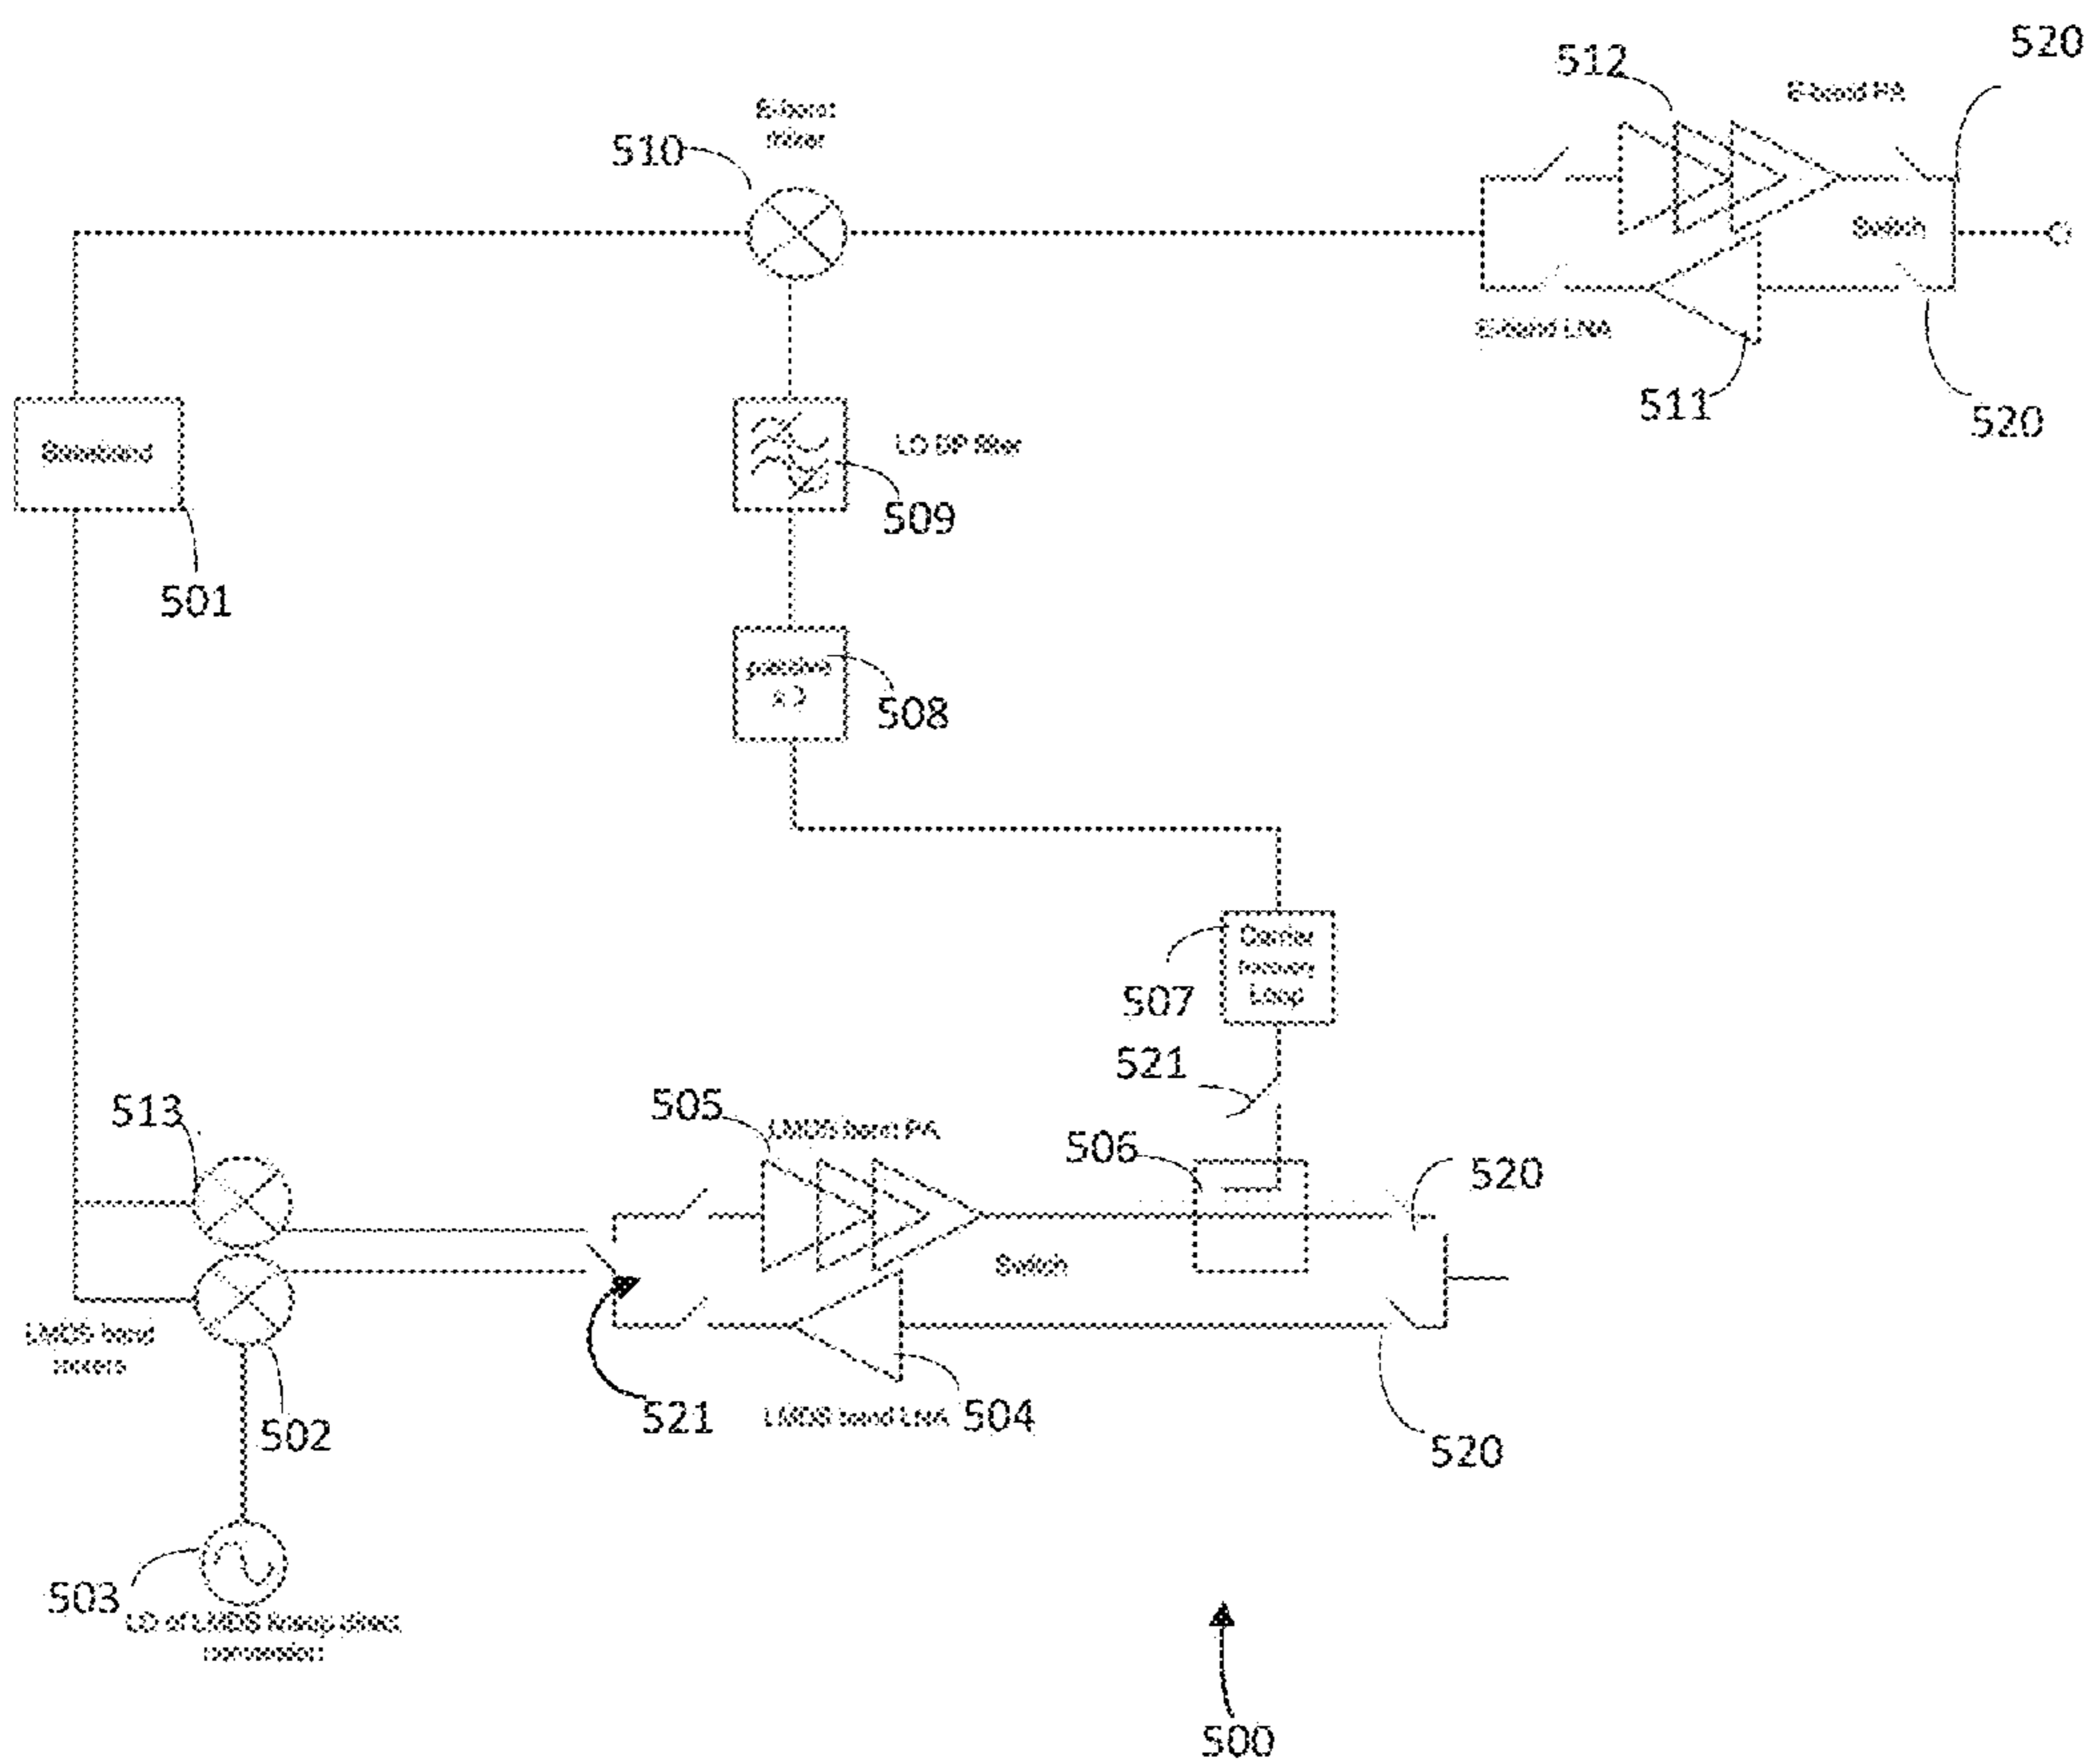 520
512
E-band PA
E-band
mixer
510
Switch
E-band LNA
511
520
Baseband
LO BP filter
509
501
passive
x 2
508
Carrier
recovery
Loop
507
521
513
505
LMDS band PA
506
520
Switch
LMDS band
mixers
502
521
LMDS band LNA 504
520
503
LO of LMDS lineup direct
conversion
500